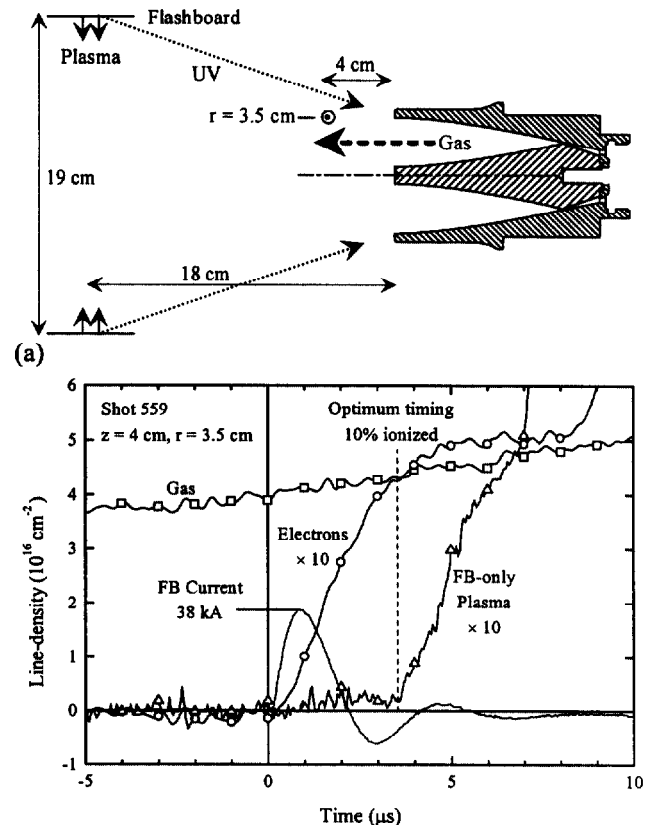 Flashboard
Plasma
UV
4 cm
r = 3.5 cm
Gas
19 cm
18 cm
(a)
6
5
4
3
2
1
0
-1
Line-density (10^16 cm^-2)
Shot 559
z = 4 cm, r = 3.5 cm
Optimum timing
10% ionized
Gas
Electrons
× 10
FB Current
38 kA
FB-only
Plasma
× 10
-5
0
5
10
Time (μs)